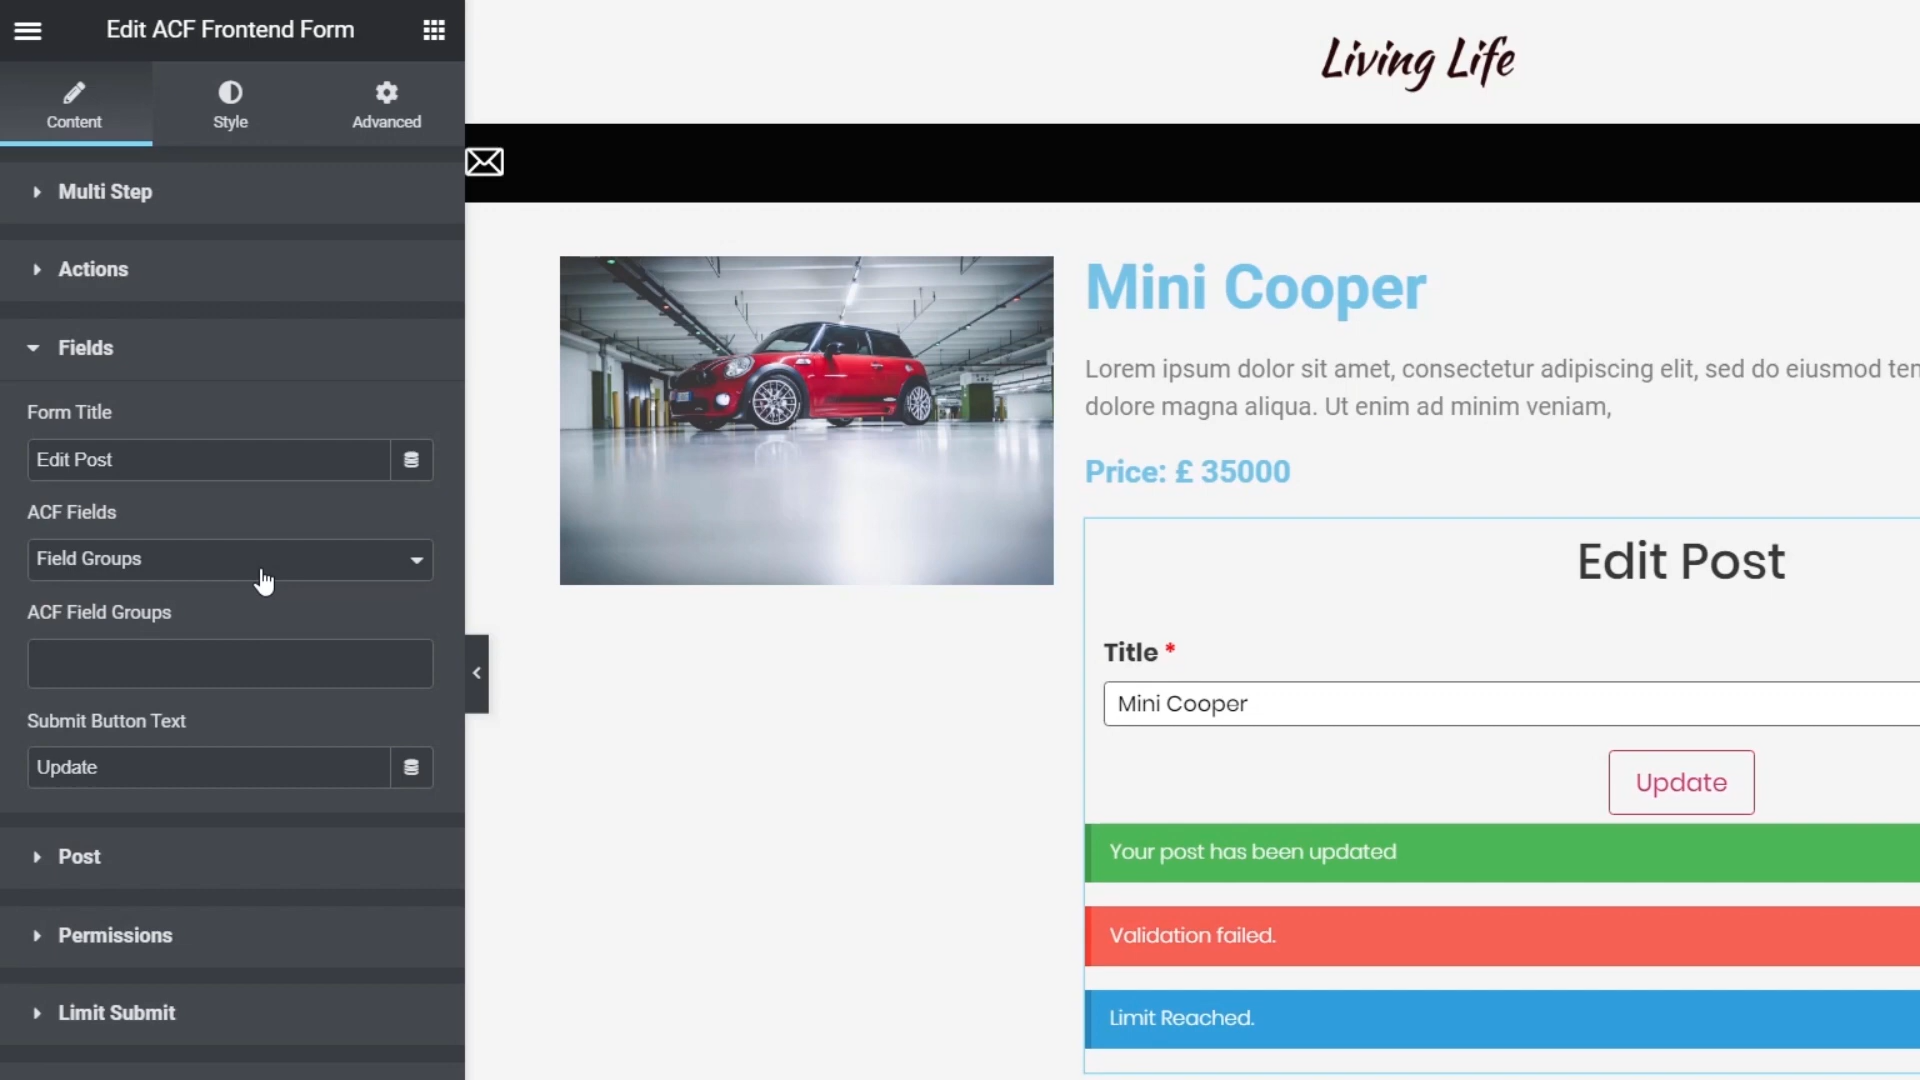 Edit ACF Frontend Form
Content
Style
Advanced
Multi Step
Actions
Fields
Form Title
Edit Post
ACF Fields
Field Groups
ACF Field Groups
Submit Button Text
Update
Post
Permissions
Limit Submit
Living Life
Mini Cooper
Lorem ipsum dolor sit amet, consectetur adipiscing elit, sed do eiusmod ten
dolore magna aliqua. Ut enim ad minim veniam,
Price: £ 35000
Edit Post
Title *
Mini Cooper
Update
Your post has been updated
Validation failed.
Limit Reached.